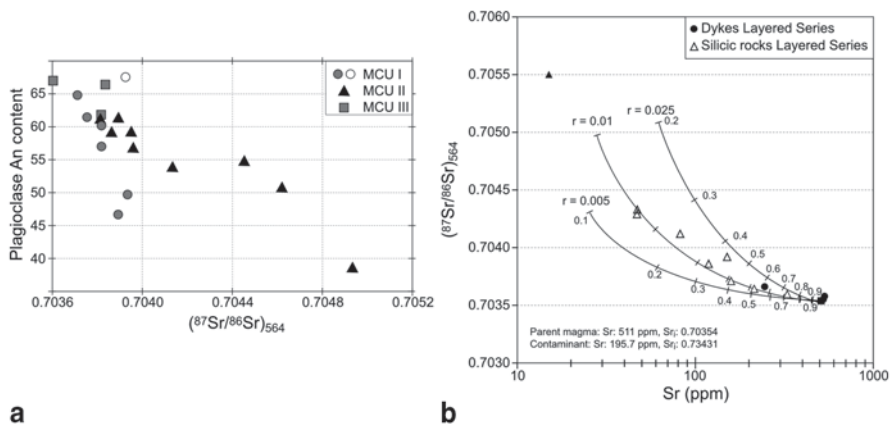 a
Plagioclase An content
65
60
55
50
45
40
0.7036
0.7040
0.7044
0.7048
0.7052
(⁸⁷Sr/⁸⁶Sr)₅₆₄
MCU I
MCU II
MCU III
b
(⁸⁷Sr/⁸⁶Sr)₅₆₄
0.7060
0.7055
0.7050
0.7045
0.7040
0.7035
0.7030
10
100
1000
Sr (ppm)
Dykes Layered Series
Silicic rocks Layered Series
r = 0.025
0.2
0.3
0.4
0.5
0.6
0.7
0.8
0.9
r = 0.01
r = 0.005
0.1
0.2
0.3
0.4
0.5
0.7
0.9
Parent magma: Sr: 511 ppm, Srᵢ: 0.70354
Contaminant: Sr: 195.7 ppm, Srᵢ: 0.73431